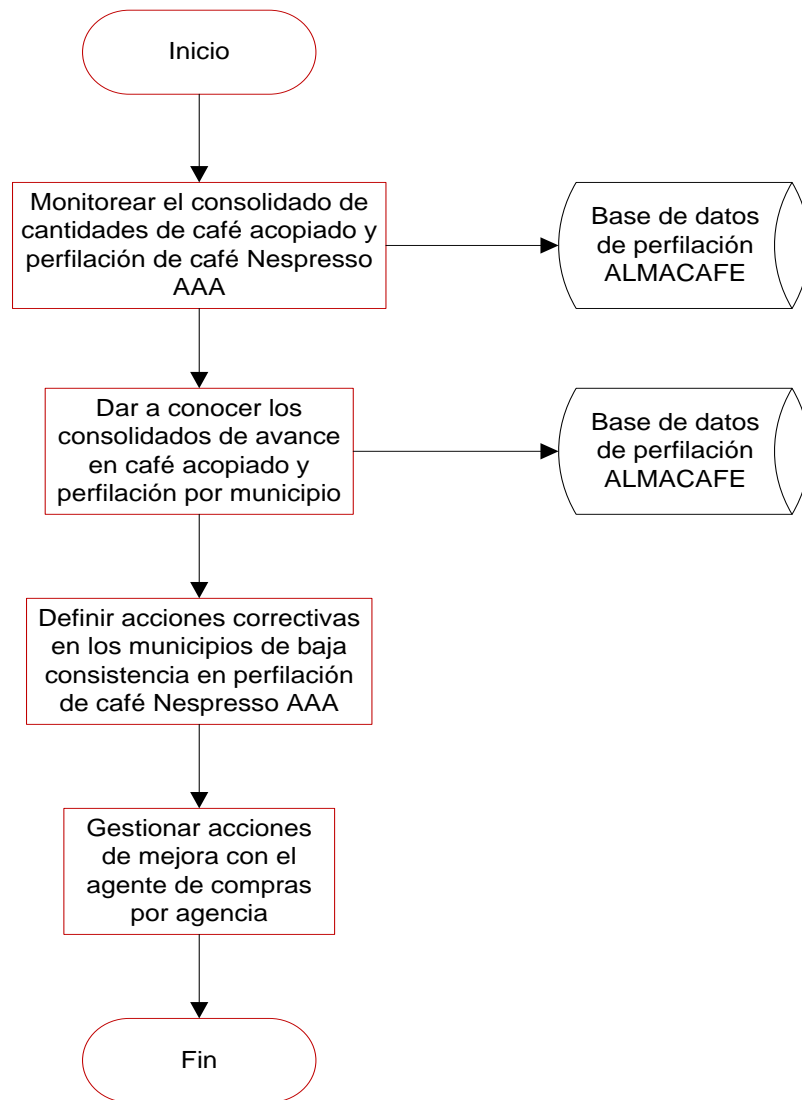 Inicio
Monitorear el consolidado de
cantidades de café acopiado y
perfilación de café Nespresso
AAA
Base de datos
de perfilación
ALMACAFE
Dar a conocer los
consolidados de avance
en café acopiado y
perfilación por municipio
Base de datos
de perfilación
ALMACAFE
Definir acciones correctivas
en los municipios de baja
consistencia en perfilación
de café Nespresso AAA
Gestionar acciones
de mejora con el
agente de compras
por agencia
Fin